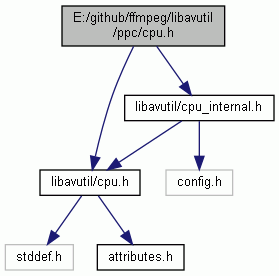 E:/github/ffmpeg/libavutil
/ppc/cpu.h
libavutil/cpu_internal.h
libavutil/cpu.h
config.h
stddef.h
attributes.h